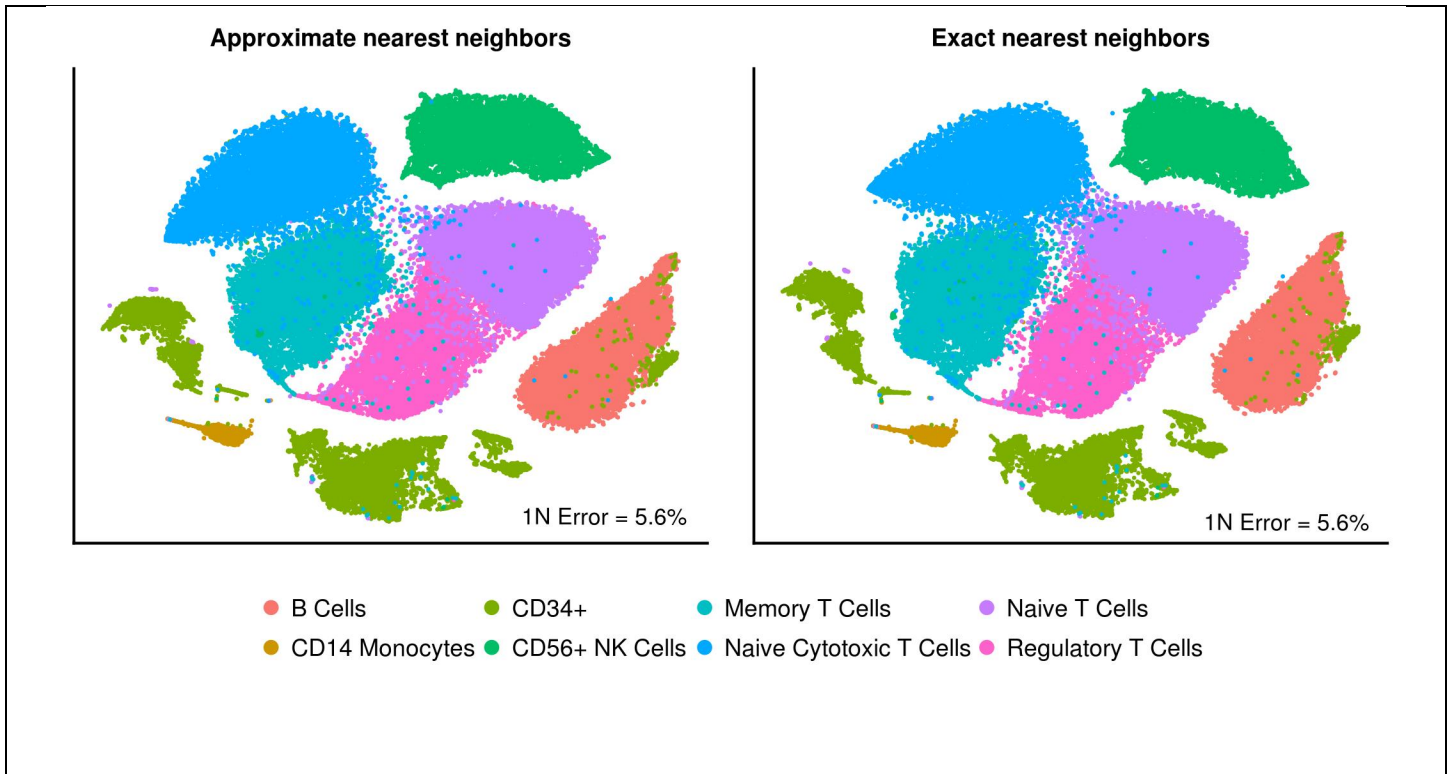 Approximate nearest neighbors
Exact nearest neighbors
1N Error = 5.6%
1N Error = 5.6%
B Cells
CD34+
Memory T Cells
Naive T Cells
CD14 Monocytes
CD56+ NK Cells
Naive Cytotoxic T Cells
Regulatory T Cells